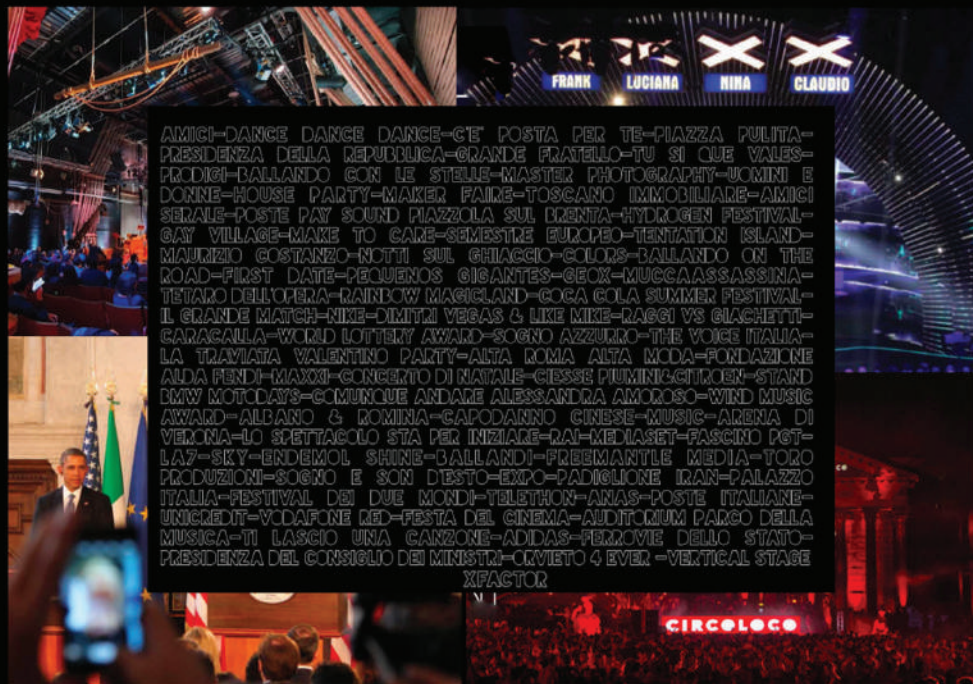 FRANK LUCIANA NINA CLAUDIO
AMICI-DANCE DANCE DANCE-C'E' POSTA PER TE-PIAZZA PULITA-
PRESIDENZA DELLA REPUBBLICA-GRANDE FRATELLO-TU SI QUE VALES-
PRODIGI-BALLANDO CON LE STELLE-MASTER PHOTOGRAPHY-UOMINI E
DONNE-HOUSE PARTY-MAKER FAIRE-TOSCANO IMMOBILIARE-AMICI
SERALE-POSTE PAY SOUND PIAZZOLA SUL BRENTA-HYDROGEN FESTIVAL-
GAY VILLAGE-MAKE TO CARE-SEMESTRE EUROPEO-TENTATION ISLAND-
MAURIZIO COSTANZO-NOTTI SUL GHIACCIO-COLORS-BALLANDO ON THE
ROAD-FIRST DATE-PEQUENOS GIGANTES-GEOX-MUCCAASSASSINA-
TETARO DELL'OPERA-RAINBOW MAGICLAND-COCA COLA SUMMER FESTIVAL-
IL GRANDE MATCH-NIKE-DIMITRI VEGAS & LIKE MIKE-RAGGI VS GIACHETTI-
CARACALLA-WORLD LOTTERY AWARD-SOGNO AZZURRO-THE VOICE ITALIA-
LA TRAVIATA VALENTINO PARTY-ALTA ROMA ALTA MODA-FONDAZIONE
ALDA FENDI-MAXXI-CONCERTO DI NATALE-CIESSE PIUMINI&CITROEN-STAND
BMW MOTODAYS-COMUNQUE ANDARE ALESSANDRA AMOROSO-WIND MUSIC
AWARD-ALBANO & ROMINA-CAPODANNO CINESE-MUSIC-ARENA DI
VERONA-LO SPETTACOLO STA PER INIZIARE-RAI-MEDIASET-FASCINO PGT-
LA7-SKY-ENDEMOL SHINE-BALLANDI-FREEMANTLE MEDIA-TORO
PRODUZIONI-SOGNO E SON DESTO-EXPO-PADIGLIONE IRAN-PALAZZO
ITALIA-FESTIVAL DEI DUE MONDI-TELETHON-ANAS-POSTE ITALIANE-
UNICREDIT-VODAFONE RED-FESTA DEL CINEMA-AUDITORIUM PARCO DELLA
MUSICA-TI LASCIO UNA CANZONE-ADIDAS-FERROVIE DELLO STATO-
PRESIDENZA DEL CONSIGLIO DEI MINISTRI-ORVIETO 4 EVER -VERTICAL STAGE
XFACTOR
CIRCOLOCO